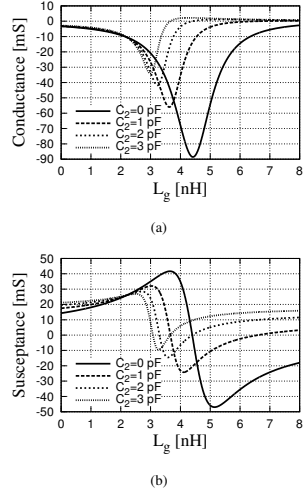 Conductance [mS]
10
0
-10
-20
-30
-40
-50
-60
-70
-80
-90
C2=0 pF
C2=1 pF
C2=2 pF
C2=3 pF
0 1 2 3 4 5 6 7 8
Lg [nH]
(a)
Susceptance [mS]
50
40
30
20
10
0
-10
-20
-30
-40
-50
C2=0 pF
C2=1 pF
C2=2 pF
C2=3 pF
0 1 2 3 4 5 6 7 8
Lg [nH]
(b)